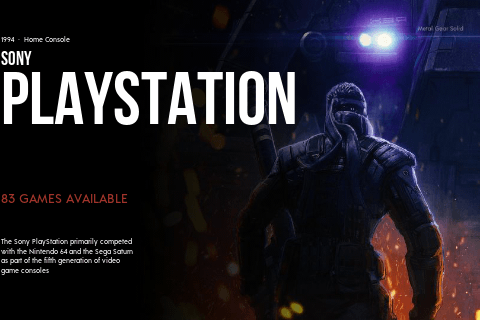 1994 · Home Console
Metal Gear Solid
SONY
PLAYSTATION
83 GAMES AVAILABLE
The Sony PlayStation primarily competed
with the Nintendo 64 and the Sega Saturn
as part of the fifth generation of video
game consoles